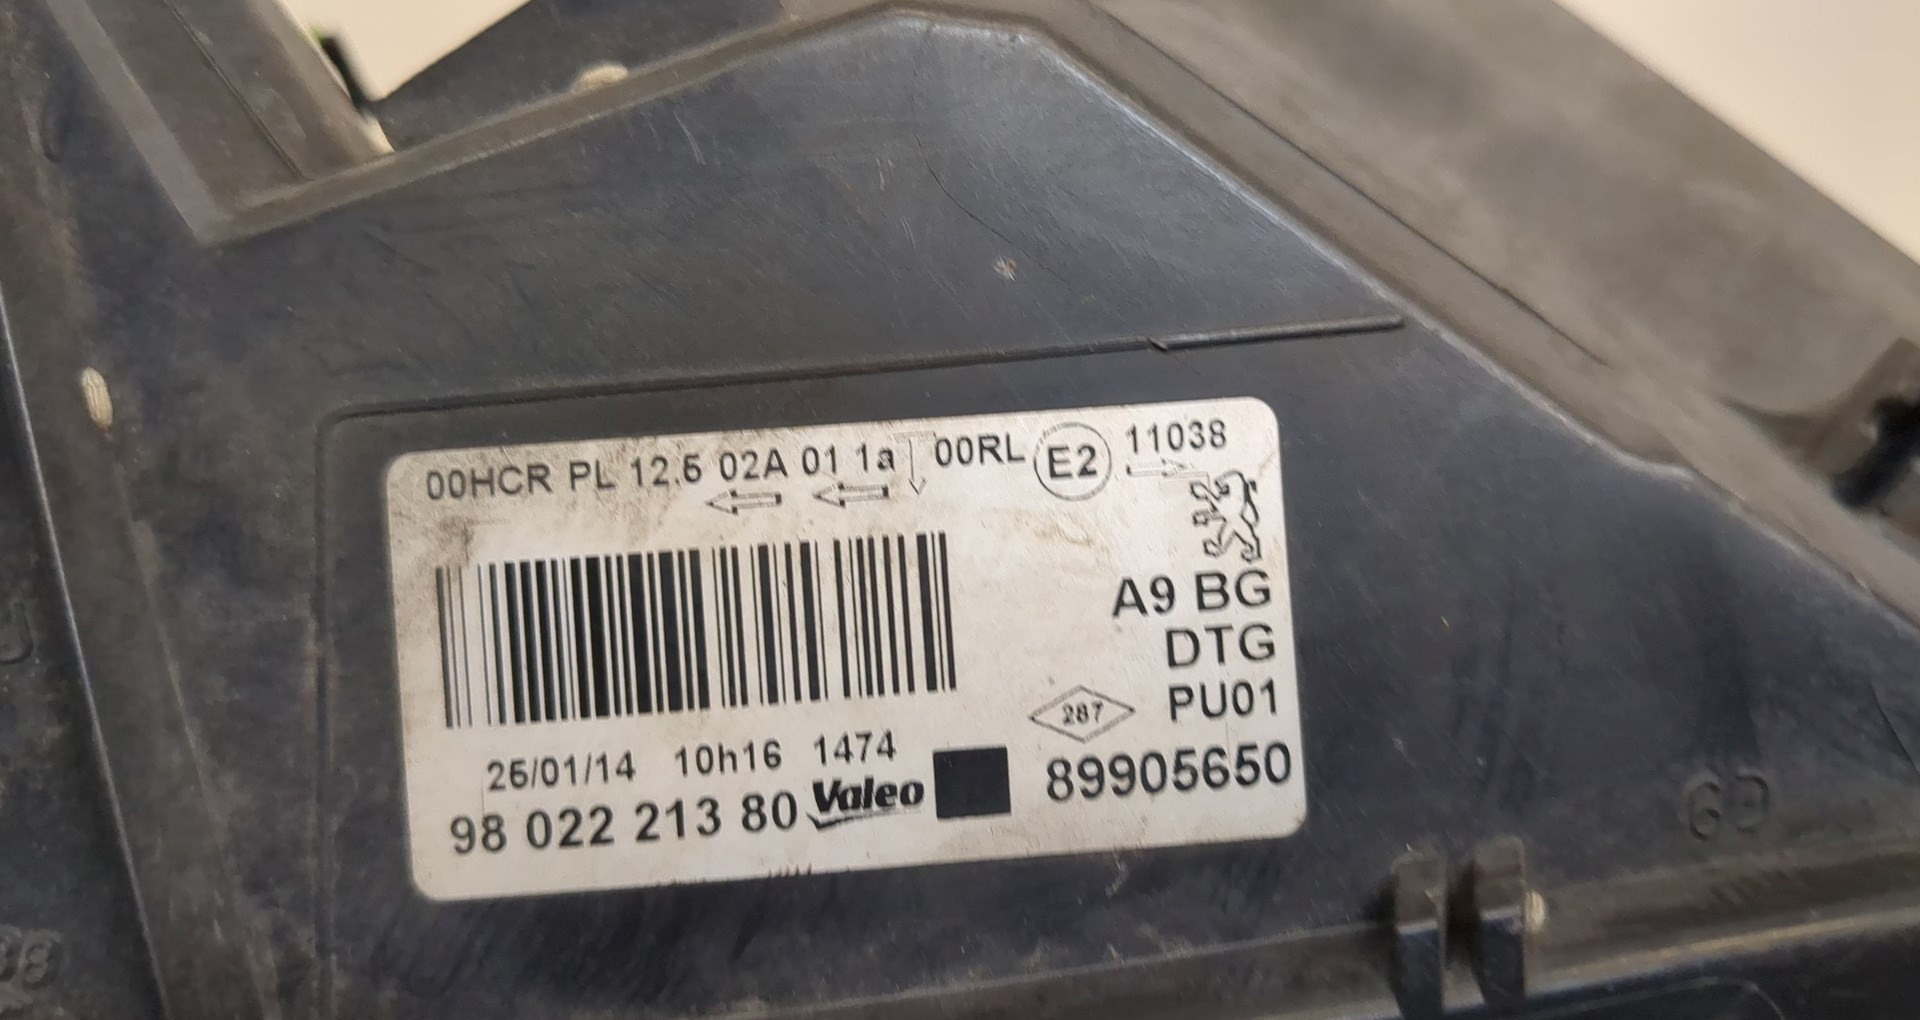 00HCR PL 12.5 02A 01 1a 00RL E2 11038
A9 BG
DTG
287 PU01
25/01/14 10h16 1474
98 022 213 80 Valeo 89905650